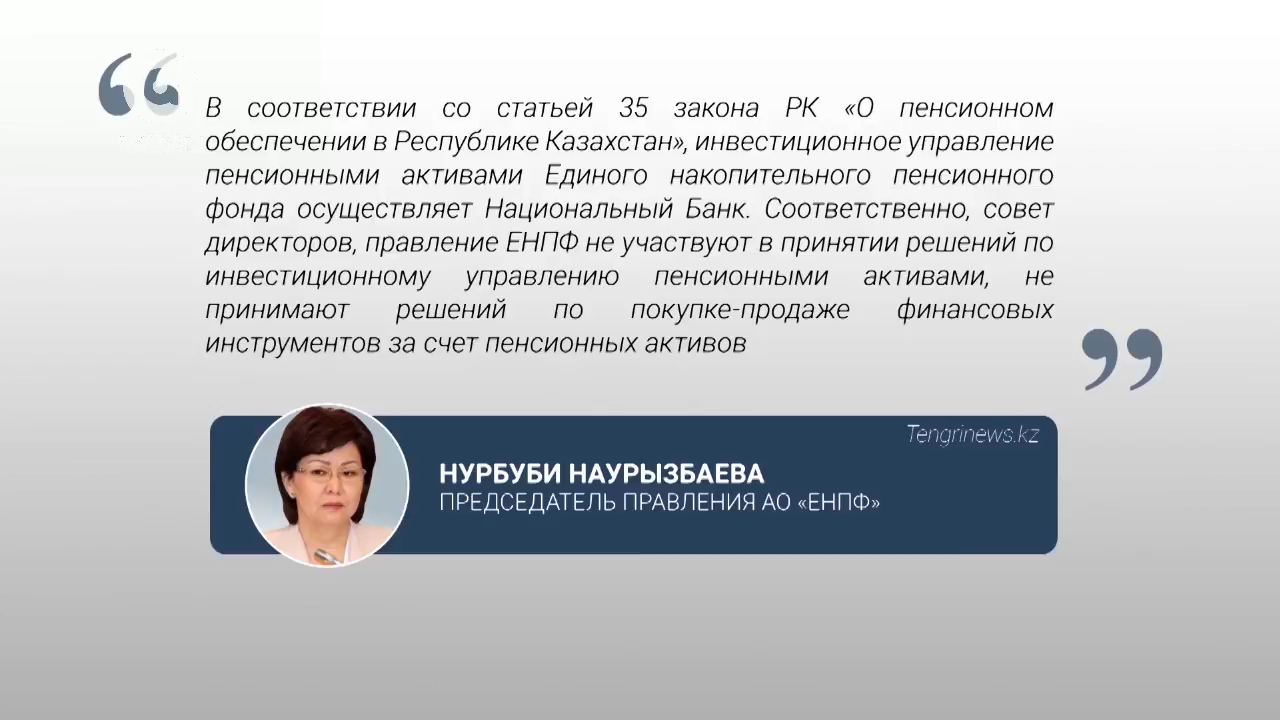 В соответствии со статьей 35 закона РК «О пенсионном
обеспечении в Республике Казахстан», инвестиционное управление
пенсионными активами Единого накопительного пенсионного
фонда осуществляет Национальный Банк. Соответственно, совет
директоров, правление ЕНПФ не участвуют в принятии решений по
инвестиционному управлению пенсионными активами, не
принимают решений по покупке-продаже финансовых
инструментов за счет пенсионных активов
Tengrinews.kz
НУРБУБИ НАУРЫЗБАЕВА
ПРЕДСЕДАТЕЛЬ ПРАВЛЕНИЯ АО «ЕНПФ»